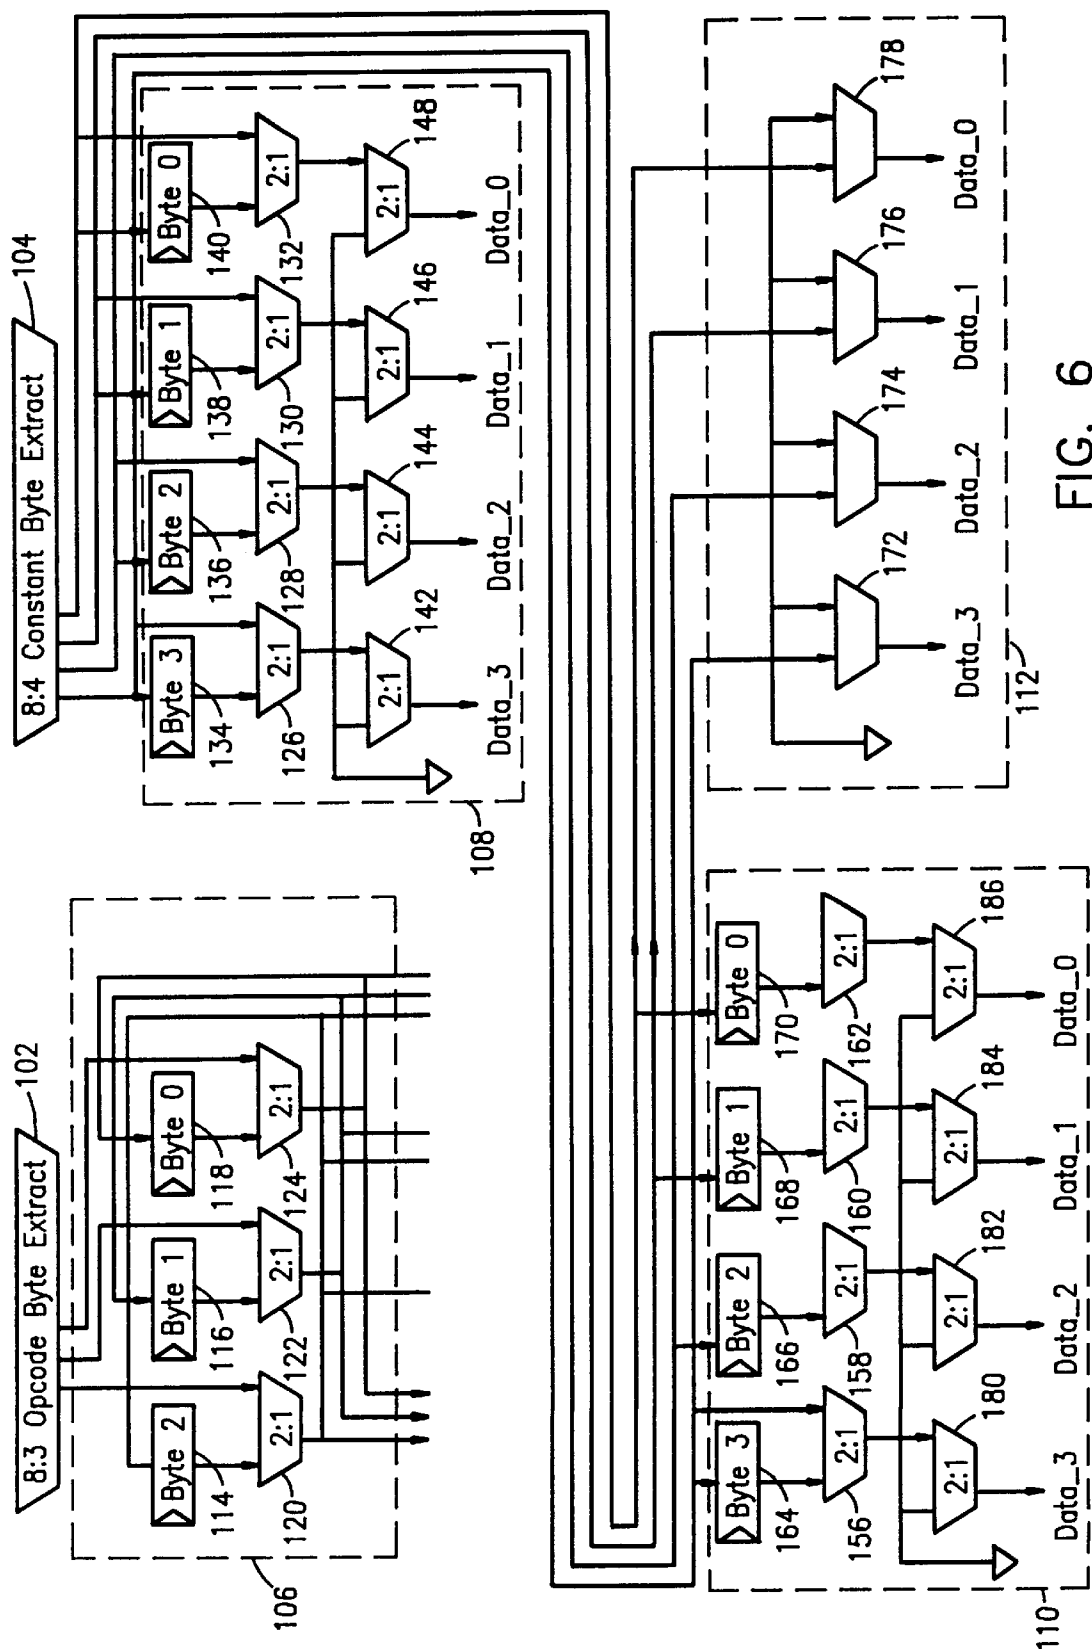 8:3 Opcode Byte Extract
102
Byte 2
Byte 1
Byte 0
114
116
118
2:1
2:1
2:1
120
122
124
106
8:4 Constant Byte Extract
104
Byte 3
Byte 2
Byte 1
Byte 0
134
136
138
140
2:1
2:1
2:1
2:1
126
128
130
132
2:1
2:1
2:1
2:1
142
144
146
148
Data_3
Data_2
Data_1
Data_0
108
Byte 3
Byte 2
Byte 1
Byte 0
164
166
168
170
2:1
2:1
2:1
2:1
156
158
160
162
2:1
2:1
2:1
2:1
180
182
184
186
Data_3
Data_2
Data_1
Data_0
110
172
174
176
178
Data_3
Data_2
Data_1
Data_0
112
FIG. 6